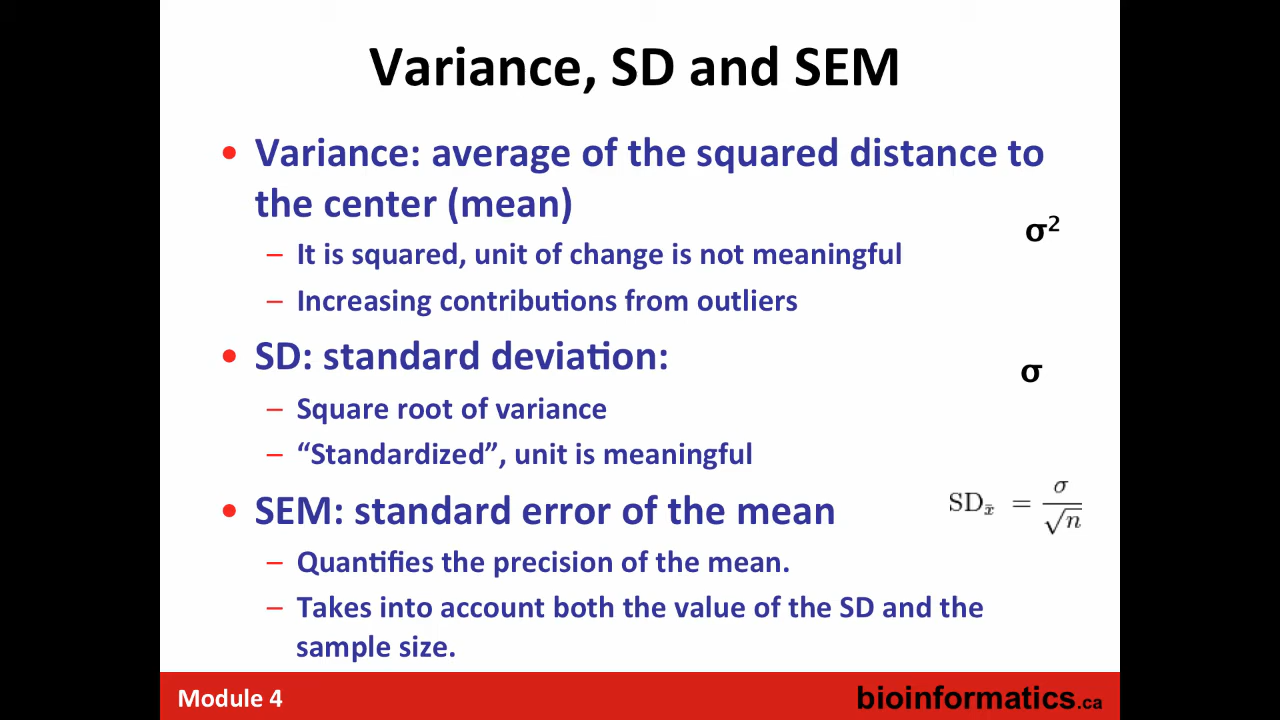 Variance, SD and SEM
• Variance: average of the squared distance to
the center (mean)
σ²
– It is squared, unit of change is not meaningful
– Increasing contributions from outliers
• SD: standard deviation:
σ
– Square root of variance
– “Standardized”, unit is meaningful
• SEM: standard error of the mean
SD_x̄ = σ/√n
– Quantifies the precision of the mean.
– Takes into account both the value of the SD and the
sample size.
Module 4
bioinformatics.ca